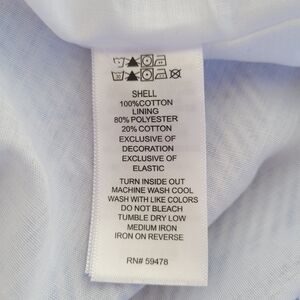 SHELL
100%COTTON
LINING
80% POLYESTER
20% COTTON
EXCLUSIVE OF
DECORATION
EXCLUSIVE OF
ELASTIC
TURN INSIDE OUT
MACHINE WASH COOL
WASH WITH LIKE COLORS
DO NOT BLEACH
TUMBLE DRY LOW
MEDIUM IRON
IRON ON REVERSE
RN# 59478